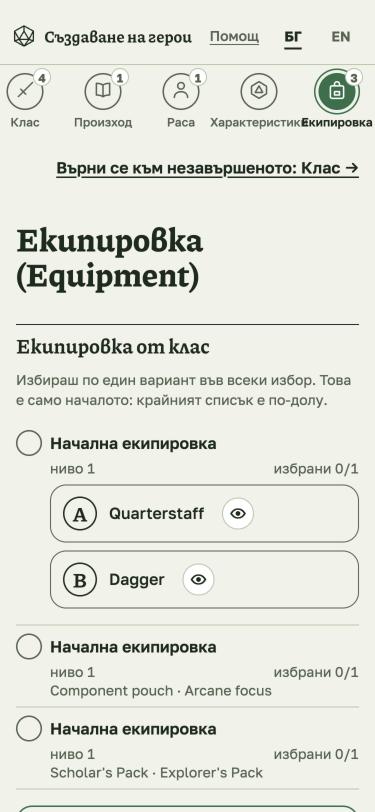 Създаване на герои Помощ БГ EN
4 1 1 3
Клас Произход Раса Характеристик Екипировка
Върни се към незавършеното: Клас →
Екипировка
(Equipment)
Екипировка от клас
Избираш по един вариант във всеки избор. Това
е само началото: крайният списък е по-долу.
Начална екипировка
ниво 1 избрани 0/1
A Quarterstaff
B Dagger
Начална екипировка
ниво 1 избрани 0/1
Component pouch · Arcane focus
Начална екипировка
ниво 1 избрани 0/1
Scholar's Pack · Explorer's Pack